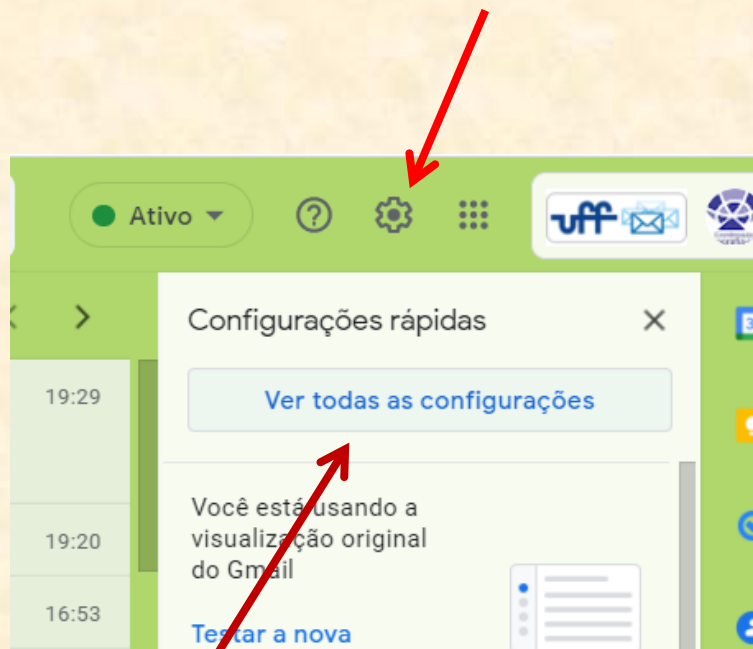 Ativo
uff
Configurações rápidas
Ver todas as configurações
19:29
Você está usando a
visualização original
do Gmail
19:20
16:53
Testar a nova